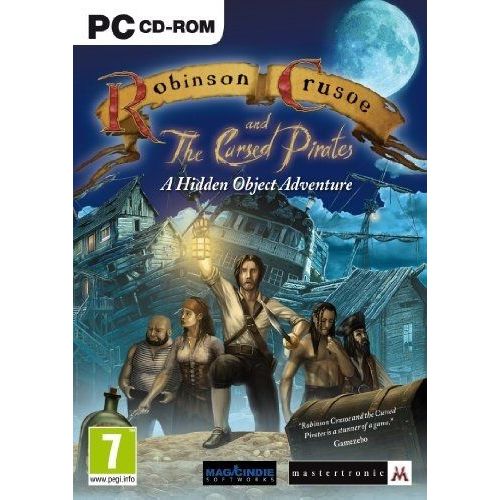 PC CD-ROM
Robinson Crusoe
and
The Cursed Pirates
A Hidden Object Adventure
"Robinson Crusoe and the Cursed
Pirates is a stunner of a game,"
Gamezebo
7
www.pegi.info
MAGICINDIE
SOFTWORKS
mastertronic M